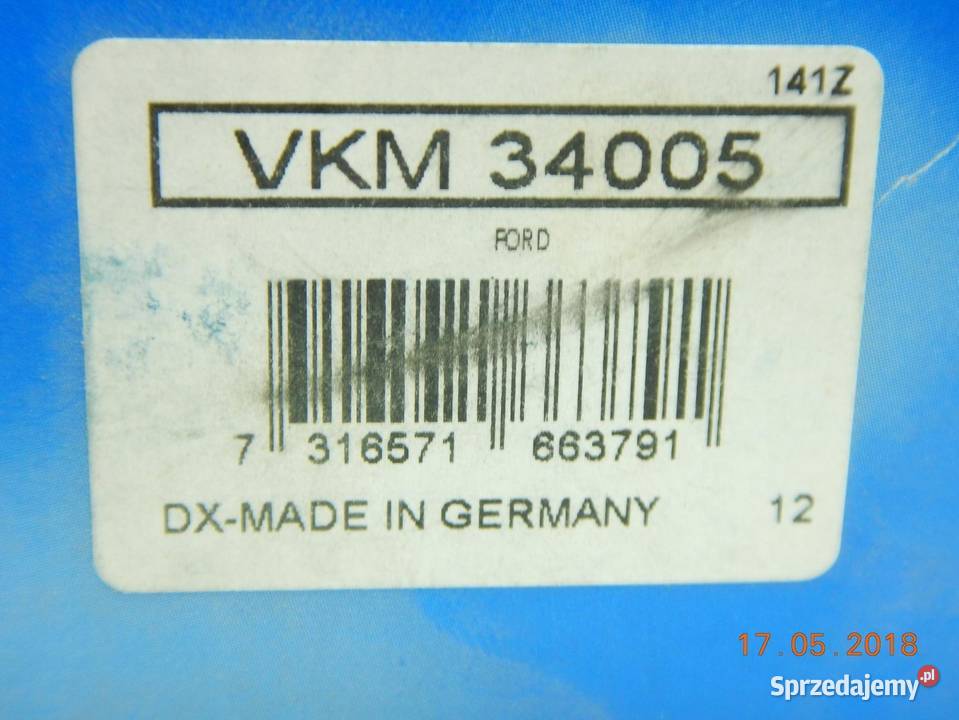 141Z
VKM 34005
FORD
7 316571 663791
DX-MADE IN GERMANY 12
17.05.2018
Sprzedajemy.pl